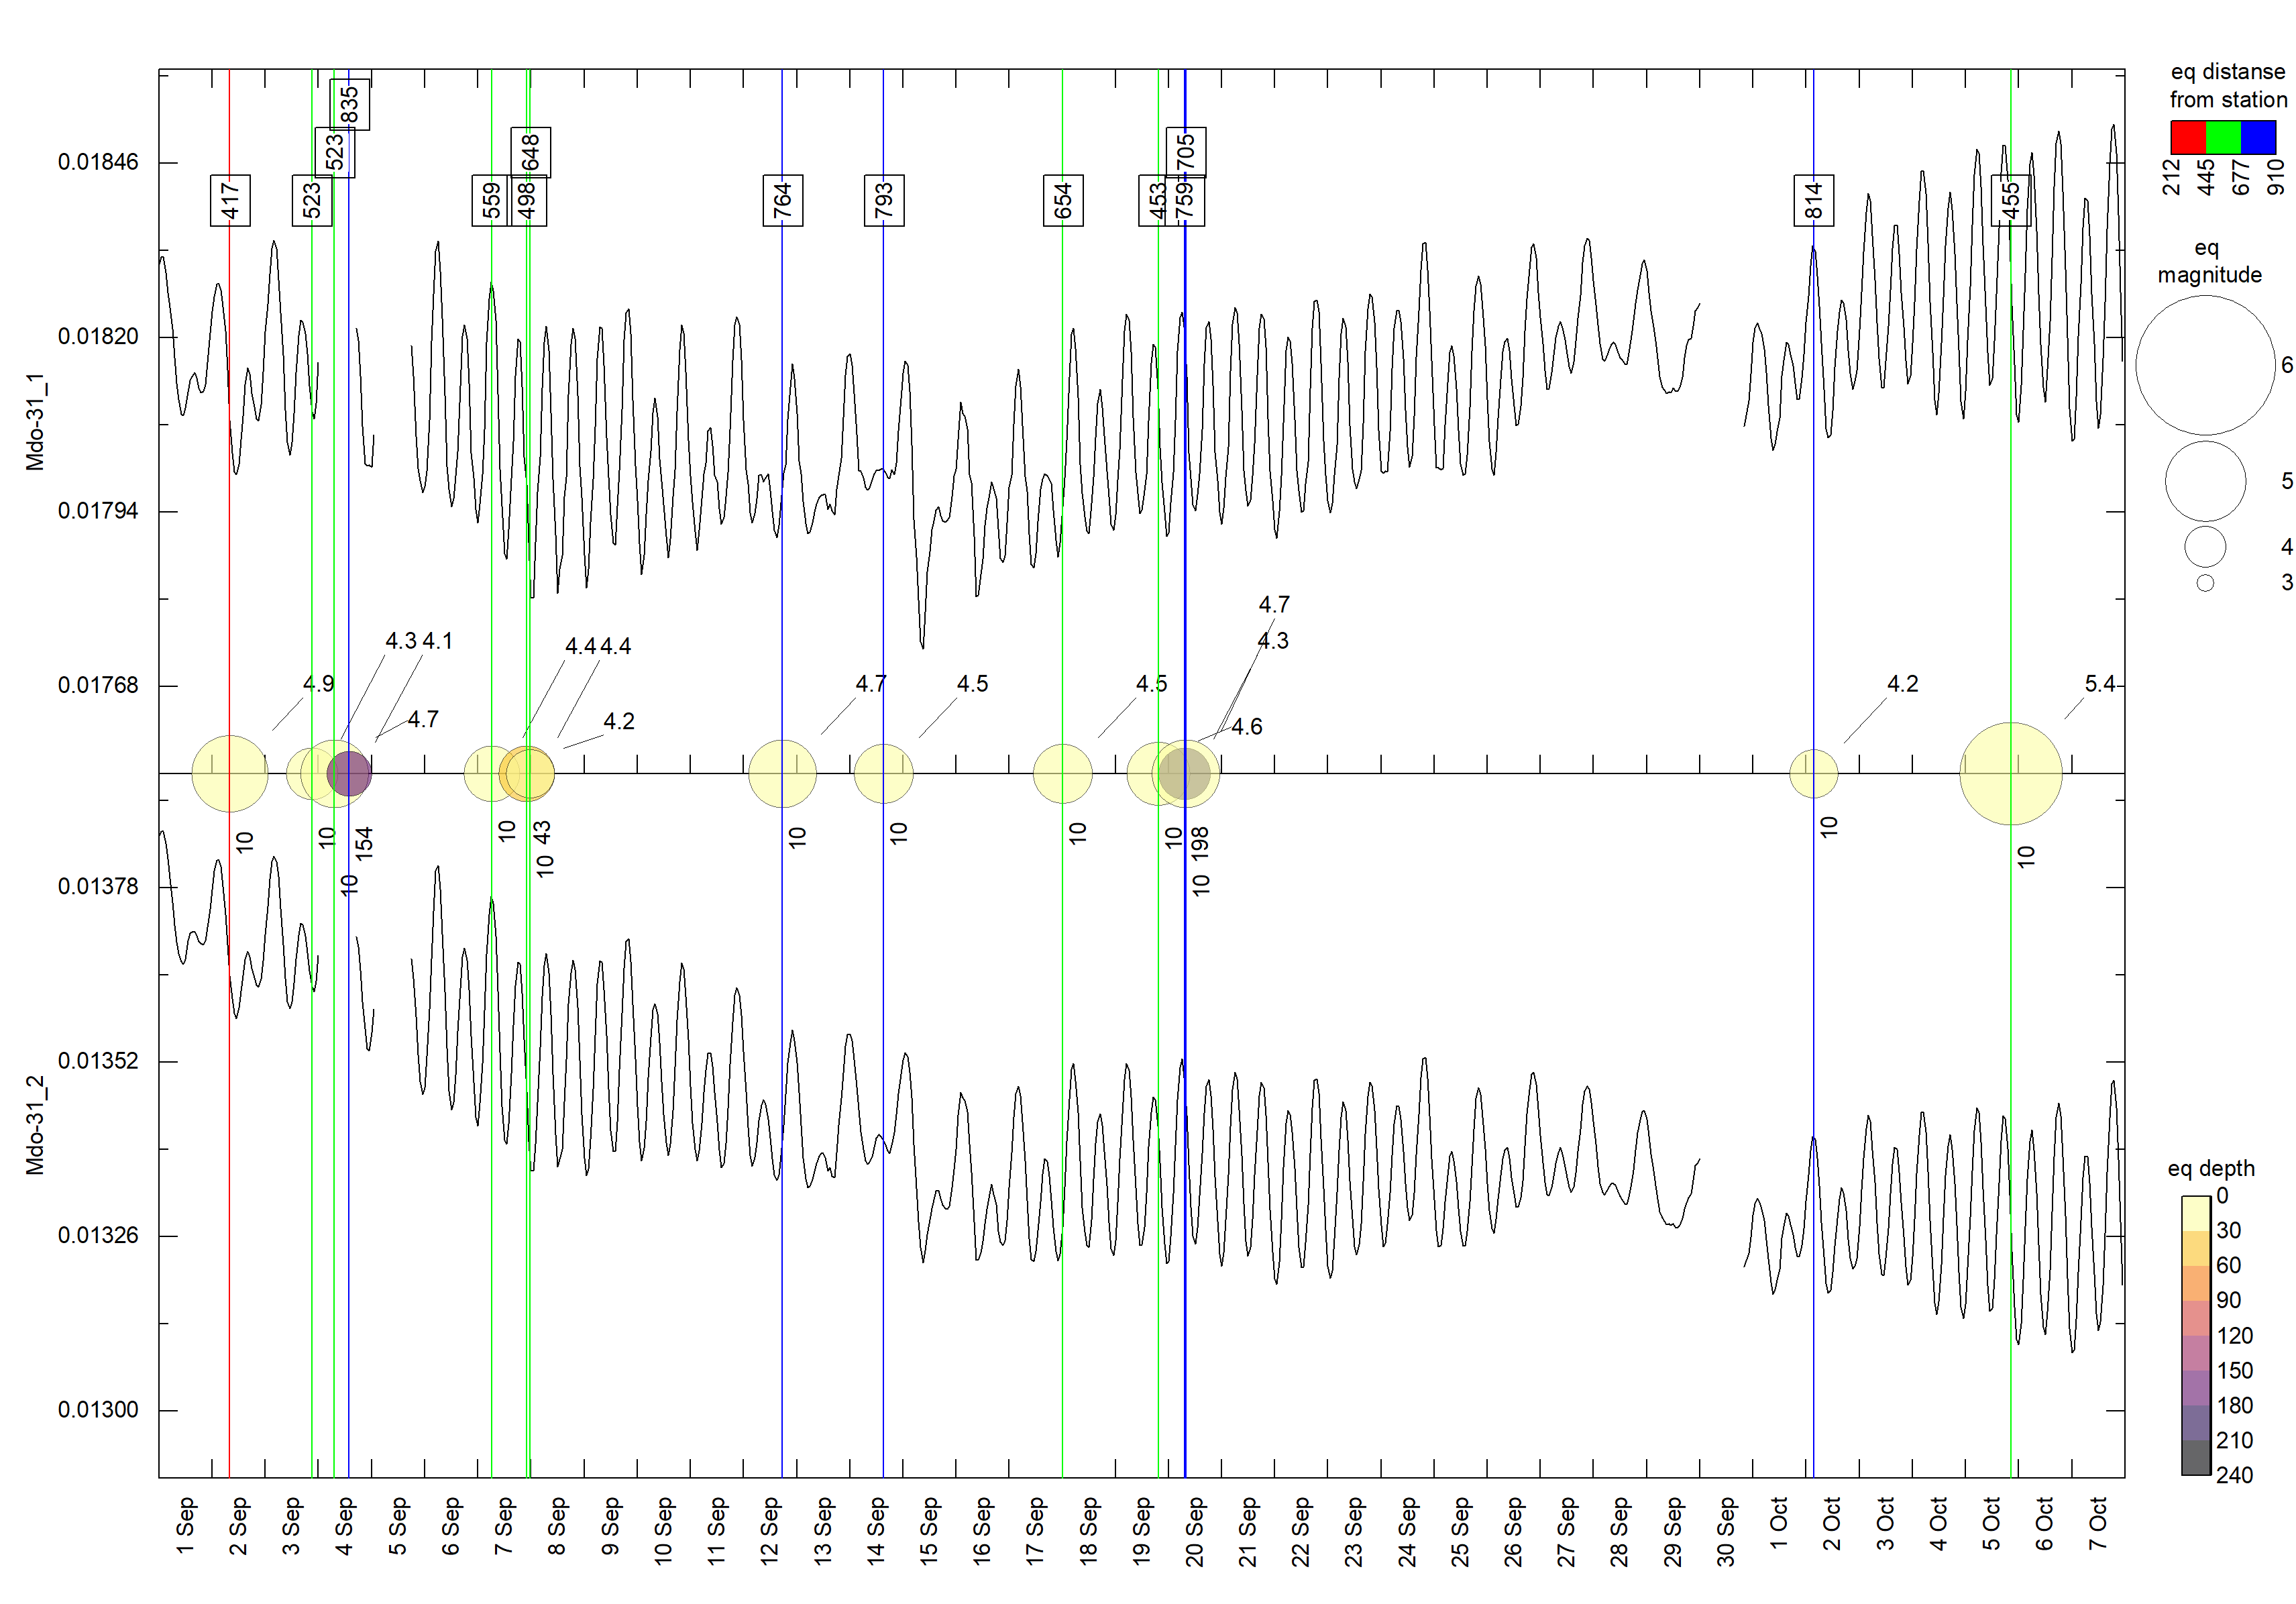 835
523
648
705
417
523
559
498
764
793
654
453
759
814
455
eq distanse
from station
212
445
677
910
eq
magnitude
6
5
4
3
0.01846
0.01820
0.01794
0.01768
Mdo-31_1
4.7
4.3
4.1
4.4
4.4
4.3
4.9
4.7
4.5
4.5
4.2
5.4
4.7
4.2
4.6
10
10
154
10
10
43
10
10
10
10
10
198
10
10
10
0.01378
0.01352
0.01326
0.01300
Mdo-31_2
eq depth
0
30
60
90
120
150
180
210
240
1 Sep
2 Sep
3 Sep
4 Sep
5 Sep
6 Sep
7 Sep
8 Sep
9 Sep
10 Sep
11 Sep
12 Sep
13 Sep
14 Sep
15 Sep
16 Sep
17 Sep
18 Sep
19 Sep
20 Sep
21 Sep
22 Sep
23 Sep
24 Sep
25 Sep
26 Sep
27 Sep
28 Sep
29 Sep
30 Sep
1 Oct
2 Oct
3 Oct
4 Oct
5 Oct
6 Oct
7 Oct